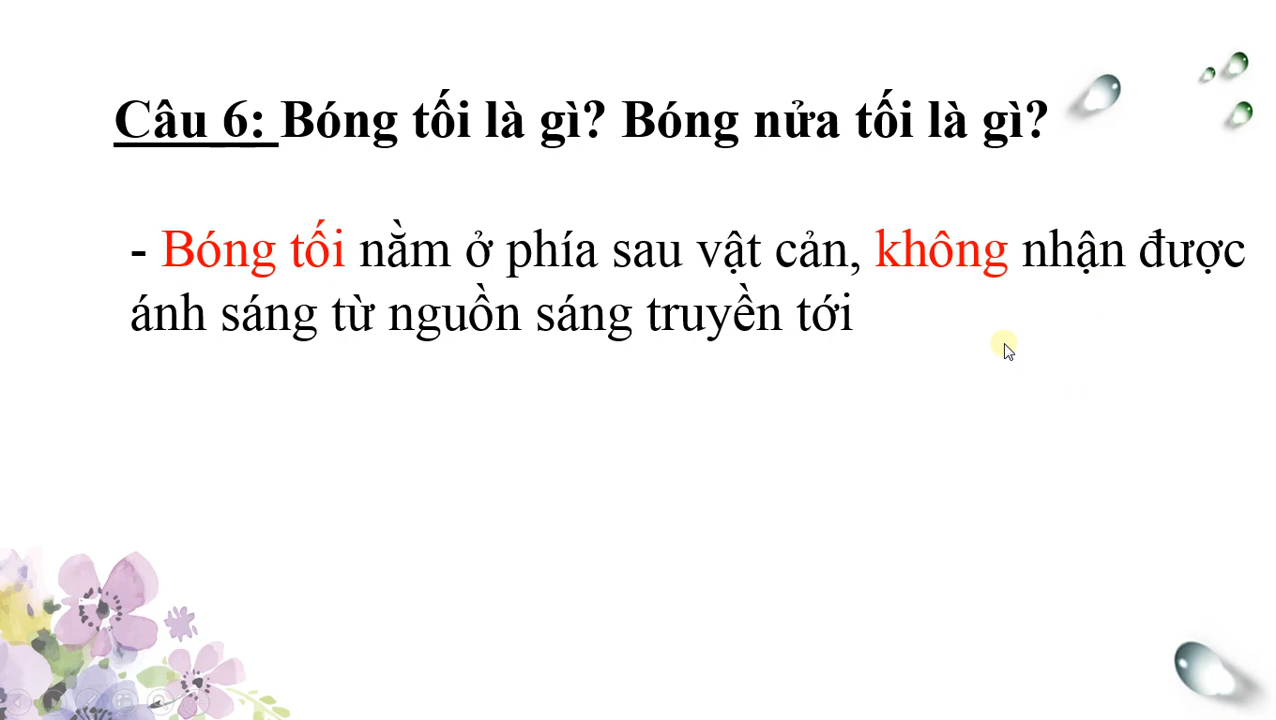 Câu 6: Bóng tối là gì? Bóng nửa tối là gì?
- Bóng tối nằm ở phía sau vật cản, không nhận được
ánh sáng từ nguồn sáng truyền tới